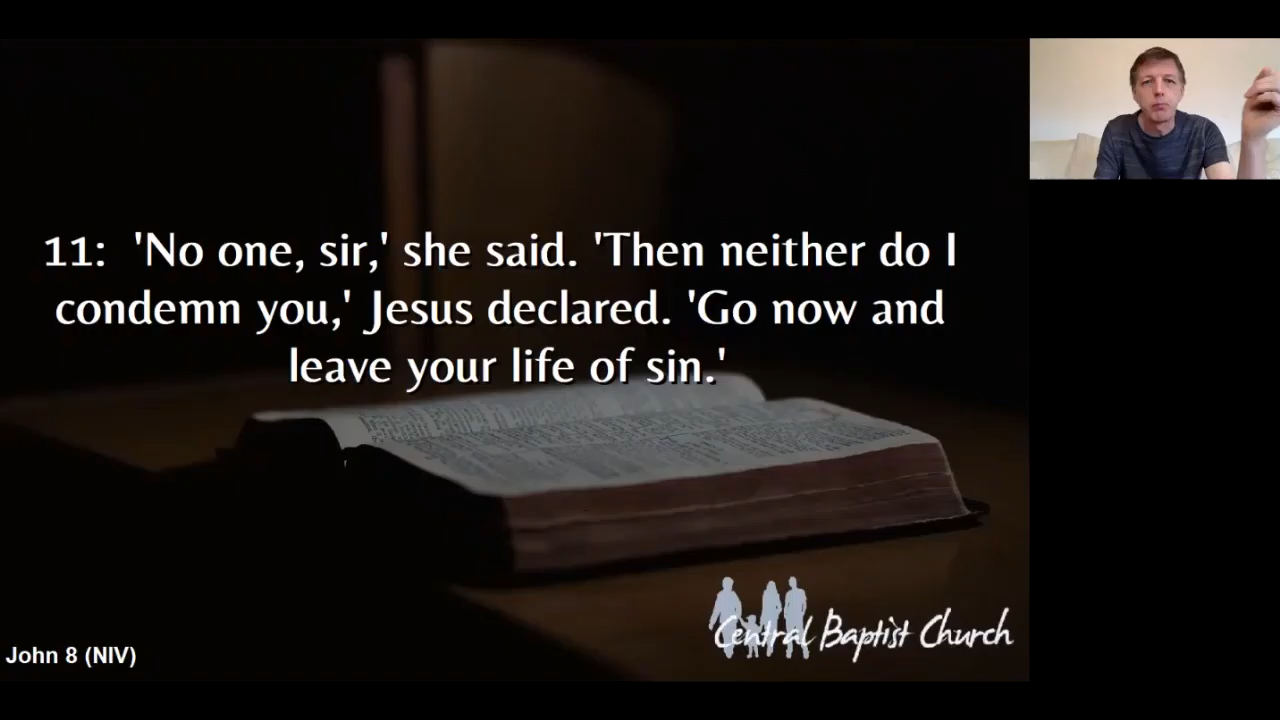 11:  'No one, sir,' she said. 'Then neither do I
condemn you,' Jesus declared. 'Go now and
leave your life of sin.'
Central Baptist Church
John 8 (NIV)